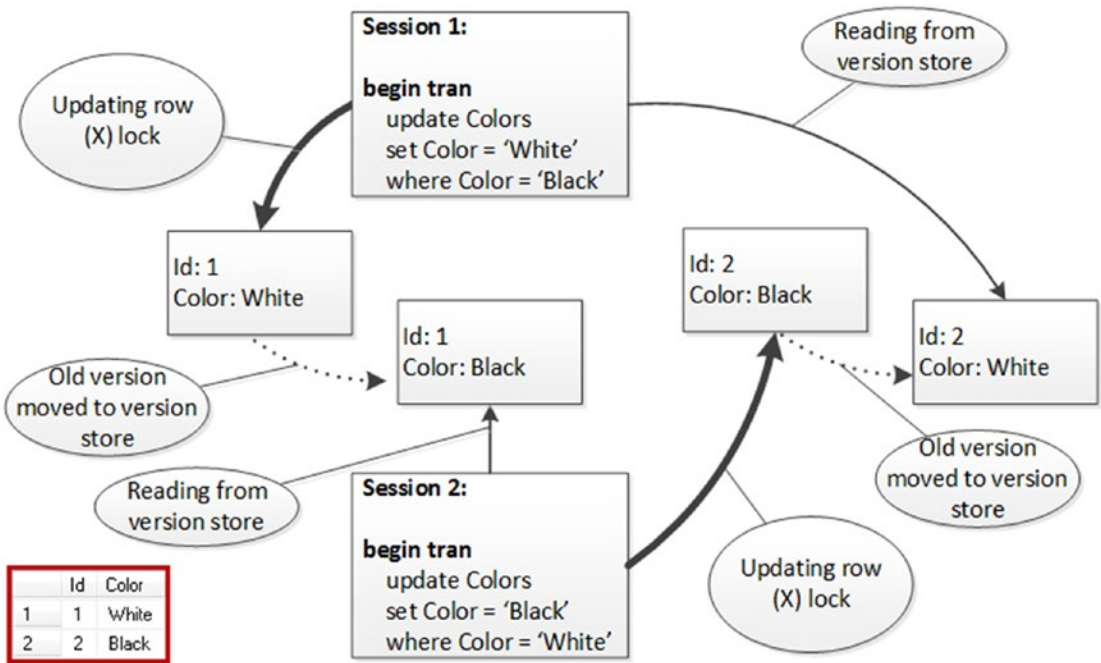 Session 1:
begin tran
update Colors
set Color = ‘White’
where Color = ‘Black’
Reading from
version store
Updating row
(X) lock
Id: 1
Color: White
Id: 2
Color: Black
Id: 1
Color: Black
Id: 2
Color: White
Old version
moved to version
store
Old version
moved to version
store
Reading from
version store
Session 2:
begin tran
update Colors
set Color = ‘Black’
where Color = ‘White’
Updating row
(X) lock
Id Color
1 1 White
2 2 Black